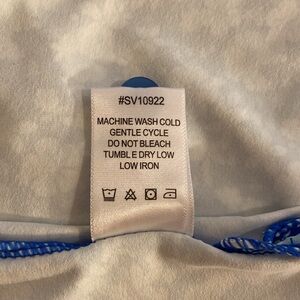 #SV10922
MACHINE WASH COLD
GENTLE CYCLE
DO NOT BLEACH
TUMBLE DRY LOW
LOW IRON